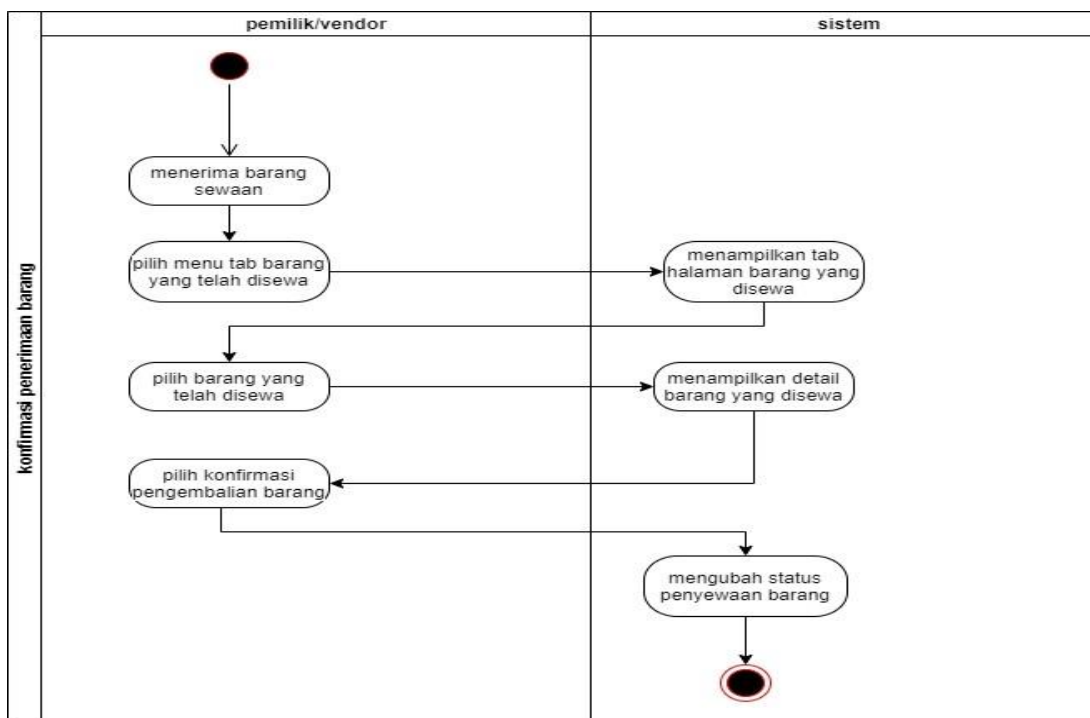 pemilik/vendor
sistem
konfirmasi penerimaan barang
menerima barang
sewaan
pilih menu tab barang
yang telah disewa
menampilkan tab
halaman barang yang
disewa
pilih barang yang
telah disewa
menampilkan detail
barang yang disewa
pilih konfirmasi
pengembalian barang
mengubah status
penyewaan barang